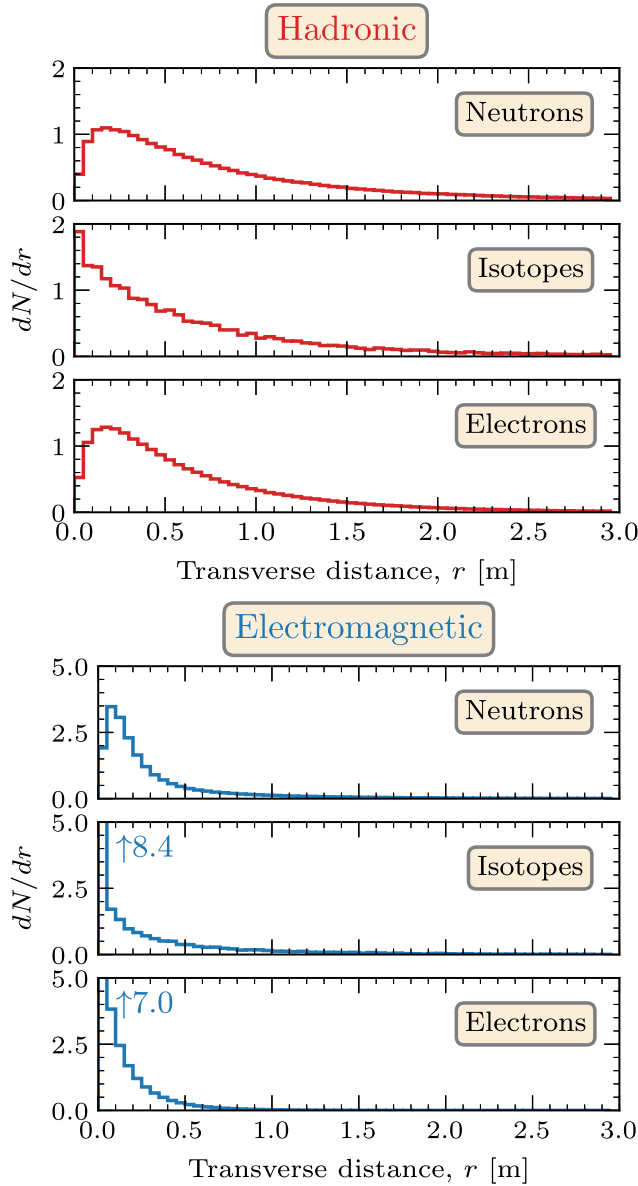 Hadronic
2
Neutrons
1
0
2
Isotopes
dN/dr
1
0
2
Electrons
1
0
0.0 0.5 1.0 1.5 2.0 2.5 3.0
Transverse distance, r [m]
Electromagnetic
5.0
Neutrons
2.5
0.0
5.0
↑8.4
Isotopes
dN/dr
2.5
0.0
5.0
↑7.0
Electrons
2.5
0.0
0.0 0.5 1.0 1.5 2.0 2.5 3.0
Transverse distance, r [m]